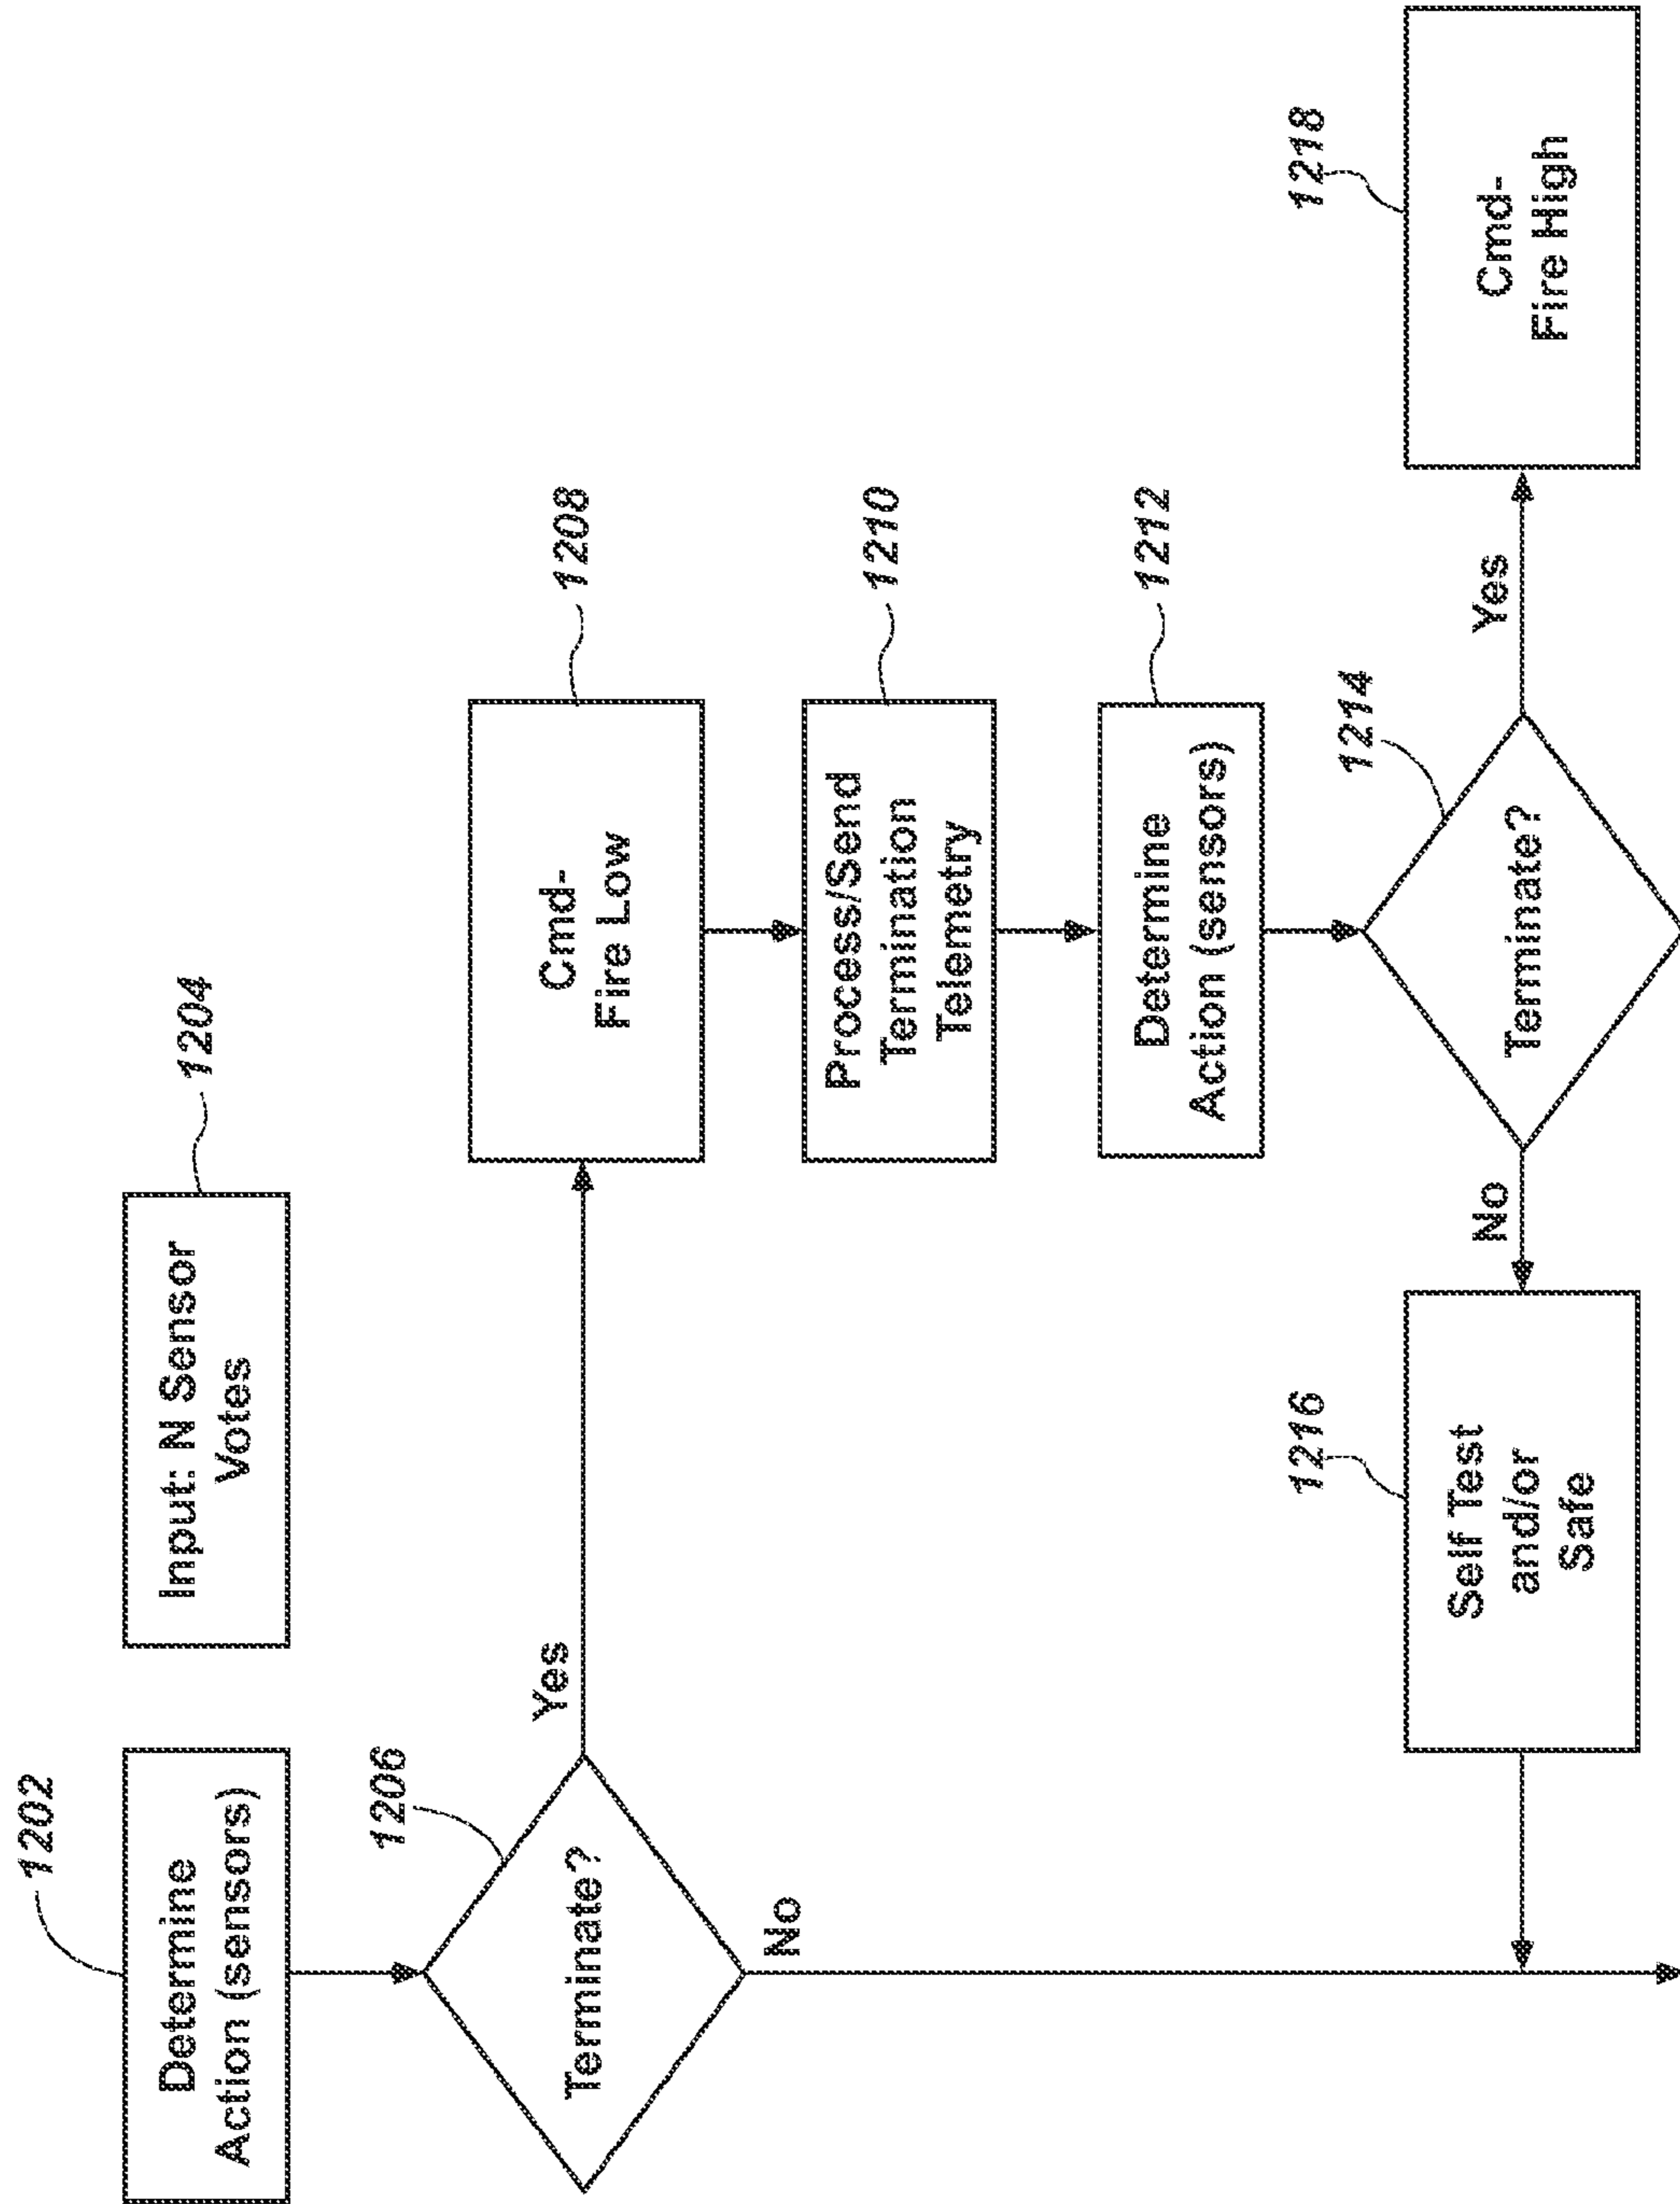 1202
Determine
Action (sensors)
Input: N Sensor
Votes
1204
1206
Terminate?
Yes
No
Cmd-
Fire Low
1208
Process/Send
Termination
Telemetry
1210
Determine
Action (sensors)
1212
1214
Terminate?
No
Yes
1216
Self Test
and/or
Safe
1218
Cmd-
Fire High